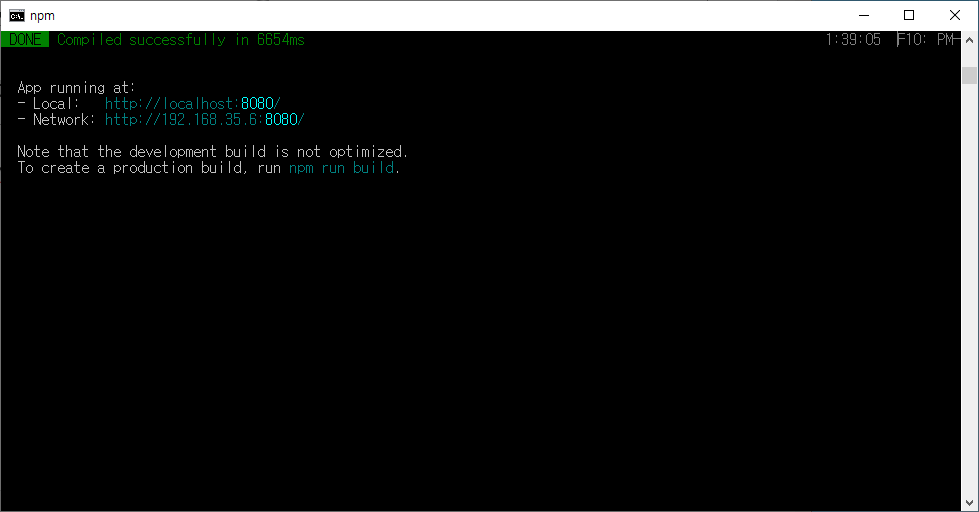 npm
DONE Compiled successfully in 6654ms 1:39:05 F10: PM
App running at:
- Local: http://localhost:8080/
- Network: http://192.168.35.6:8080/
Note that the development build is not optimized.
To create a production build, run npm run build.